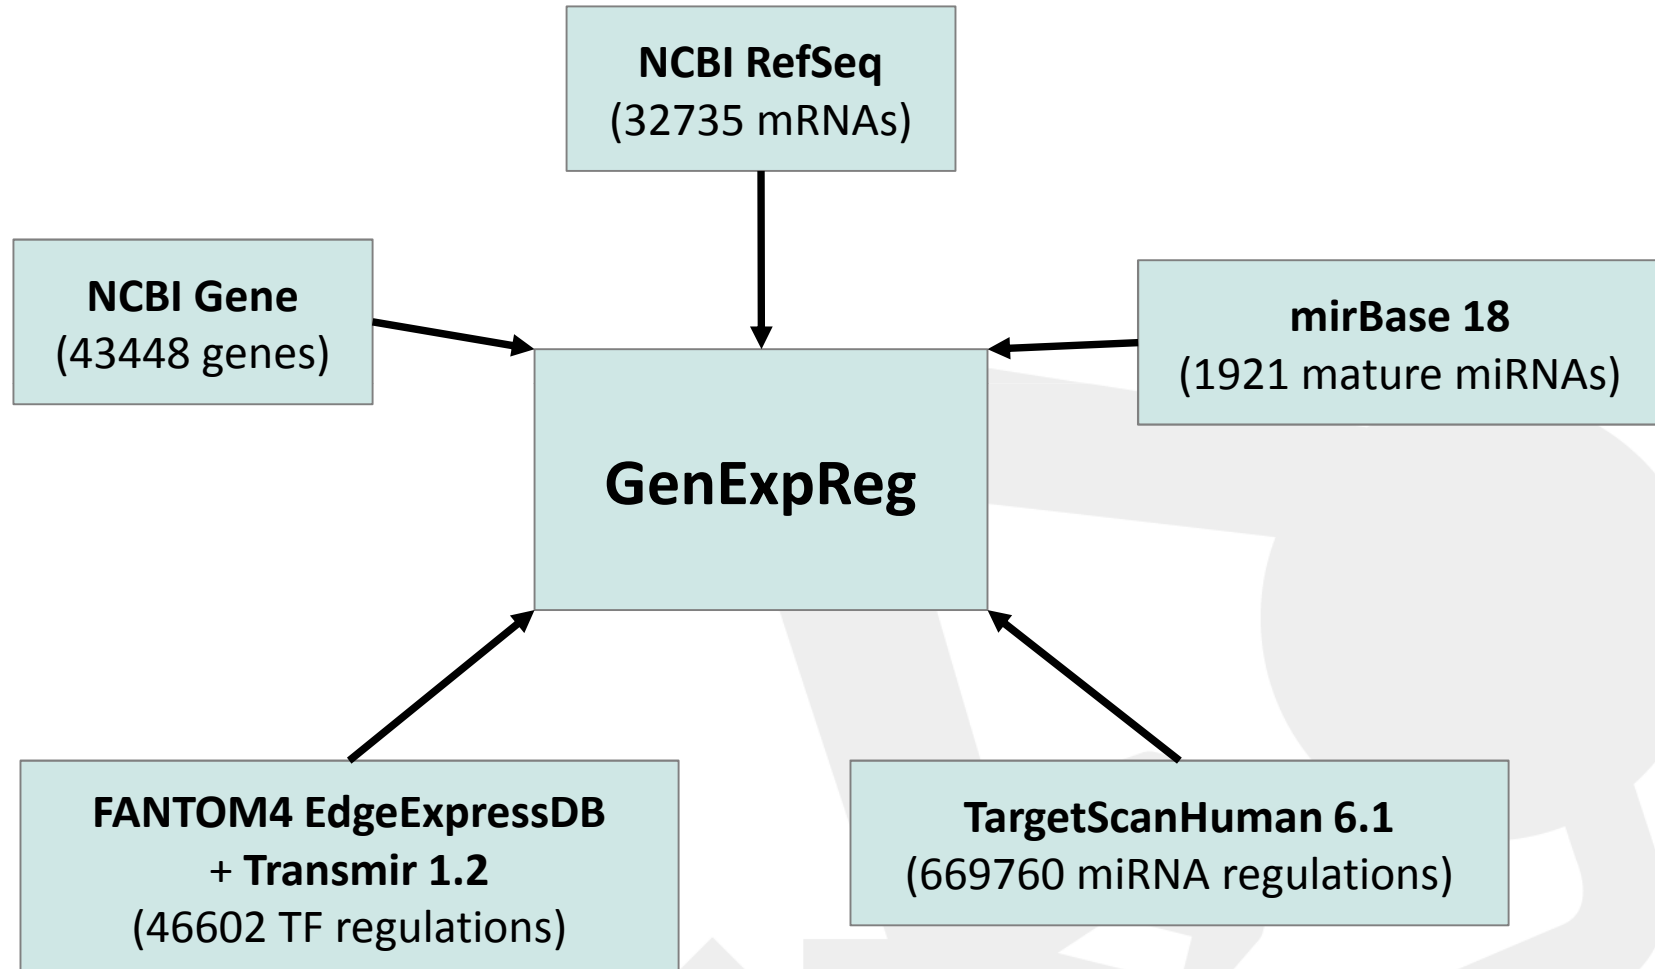 NCBI RefSeq
(32735 mRNAs)
NCBI Gene
(43448 genes)
mirBase 18
(1921 mature miRNAs)
GenExpReg
FANTOM4 EdgeExpressDB
+ Transmir 1.2
(46602 TF regulations)
TargetScanHuman 6.1
(669760 miRNA regulations)